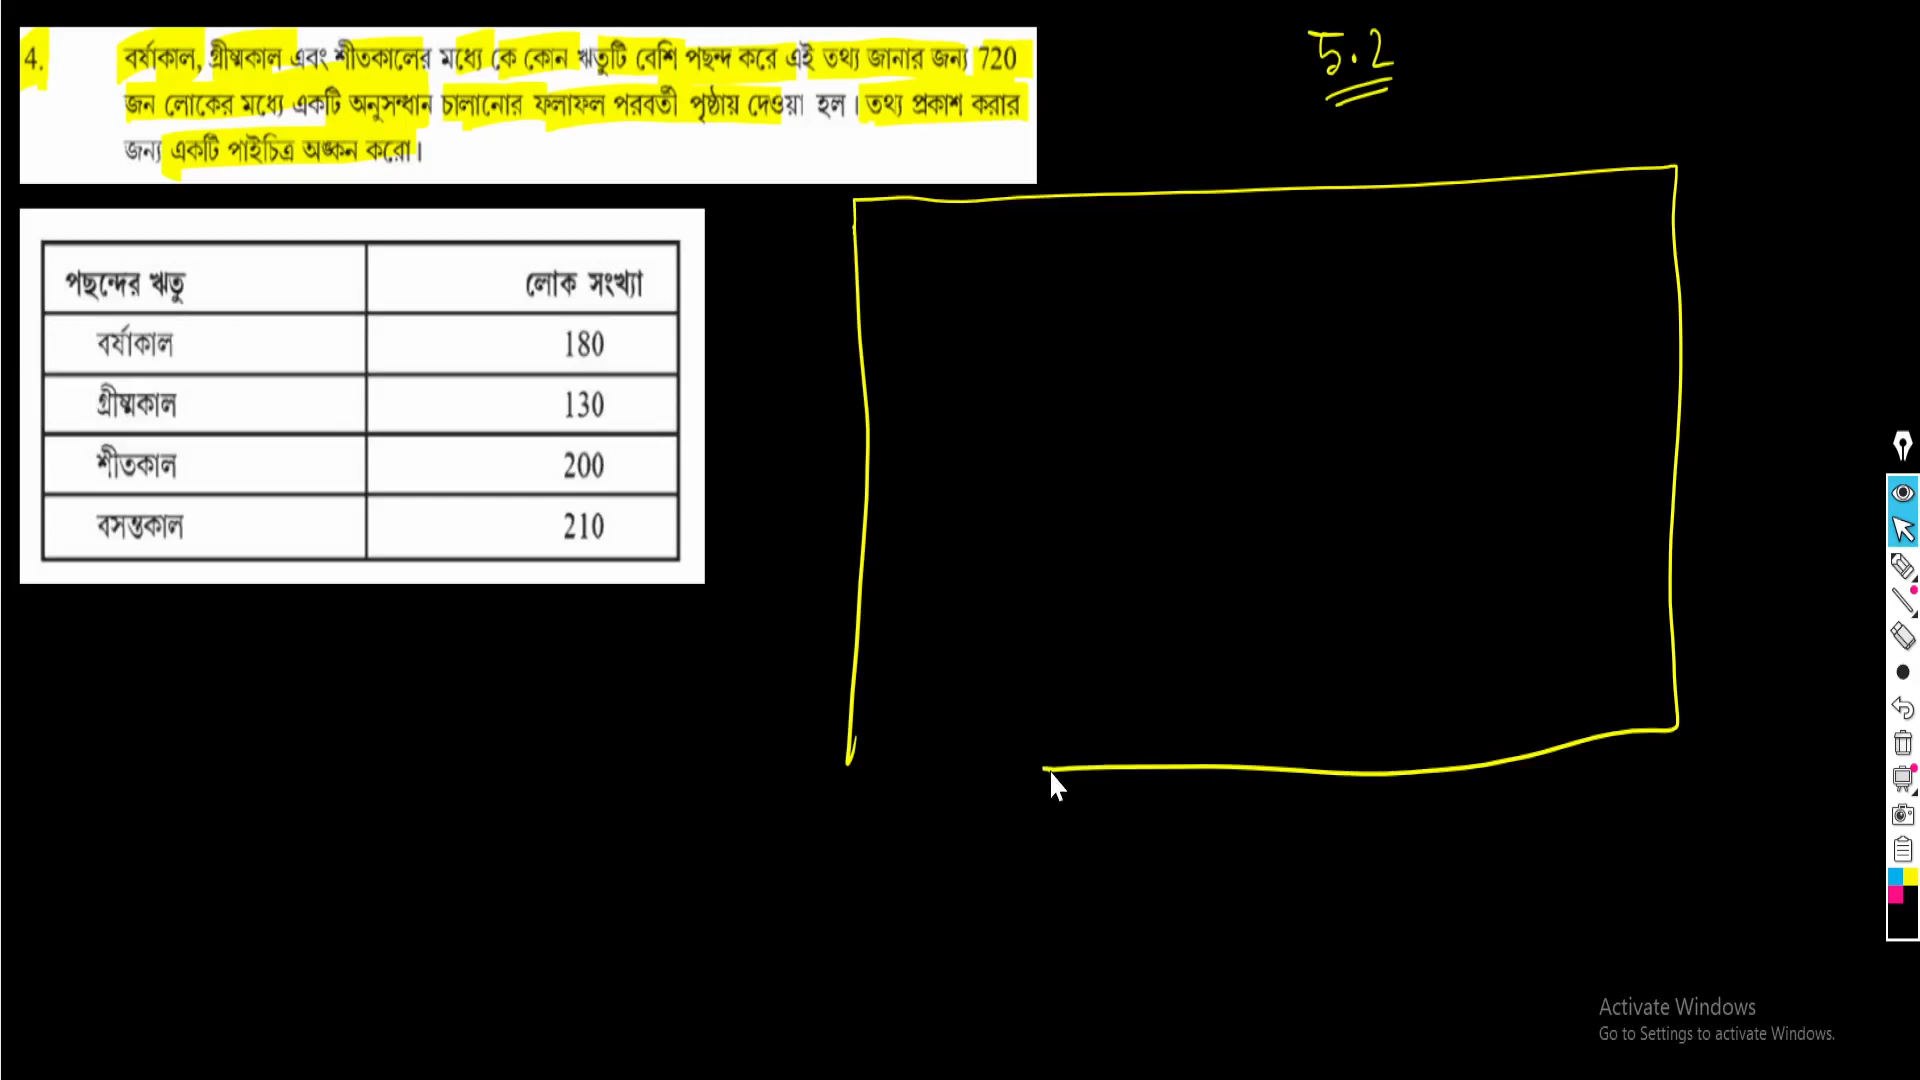 4. বর্ষাকাল, গ্রীষ্মকাল এবং শীতকালের মধ্যে কে কোন ঋতুটি বেশি পছন্দ করে এই তথ্য জানার জন্য 720
জন লোকের মধ্যে একটি অনুসন্ধান চালানোর ফলাফল পরবর্তী পৃষ্ঠায় দেওয়া হল। তথ্য প্রকাশ করার
জন্য একটি পাইচিত্র অঙ্কন করো।
5.2
পছন্দের ঋতু লোক সংখ্যা
বর্ষাকাল 180
গ্রীষ্মকাল 130
শীতকাল 200
বসন্তকাল 210
Activate Windows
Go to Settings to activate Windows.